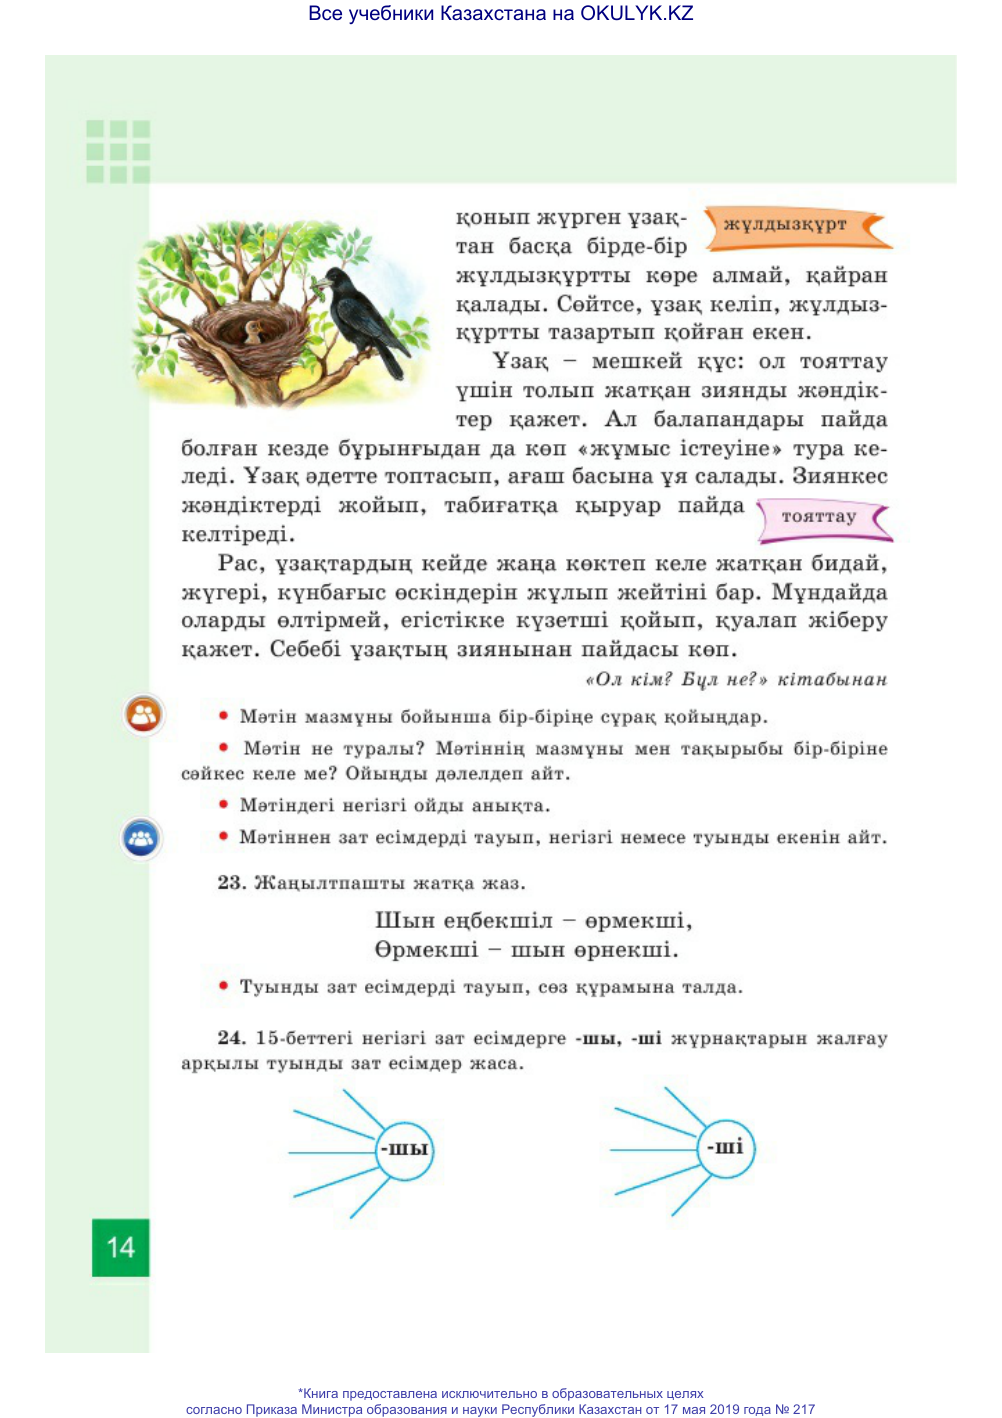 Все учебники Казахстана на OKULYK.KZ
қонып жүрген ұзақ-
тан басқа бірде-бір
жұлдызқұрт
жұлдызқұртты көре алмай, қайран
қалады. Сөйтсе, ұзақ келіп, жұлдыз-
құртты тазартып қойған екен.
Ұзақ – мешкей құс: ол тояттау
үшін толып жатқан зиянды жәндік-
тер қажет. Ал балапандары пайда
болған кезде бұрынғыдан да көп «жұмыс істеуіне» тура ке-
леді. Ұзақ әдетте топтасып, ағаш басына ұя салады. Зиянкес
жәндіктерді жойып, табиғатқа қыруар пайда
тояттау
келтіреді.
Рас, ұзақтардың кейде жаңа көктеп келе жатқан бидай,
жүгері, күнбағыс өскіндерін жұлып жейтіні бар. Мұндайда
оларды өлтірмей, егістікке күзетші қойып, қуалап жіберу
қажет. Себебі ұзақтың зиянынан пайдасы көп.
«Ол кім? Бұл не?» кітабынан
• Мәтін мазмұны бойынша бір-біріңе сұрақ қойыңдар.
• Мәтін не туралы? Мәтіннің мазмұны мен тақырыбы бір-біріне
сәйкес келе ме? Ойыңды дәлелдеп айт.
• Мәтіндегі негізгі ойды анықта.
• Мәтіннен зат есімдерді тауып, негізгі немесе туынды екенін айт.
23. Жаңылтпашты жатқа жаз.
Шын еңбекшіл – өрмекші,
Өрмекші – шын өрнекші.
• Туынды зат есімдерді тауып, сөз құрамына талда.
24. 15-беттегі негізгі зат есімдерге -шы, -ші жұрнақтарын жалғау
арқылы туынды зат есімдер жаса.
-шы
-ші
14
*Книга предоставлена исключительно в образовательных целях
согласно Приказа Министра образования и науки Республики Казахстан от 17 мая 2019 года № 217